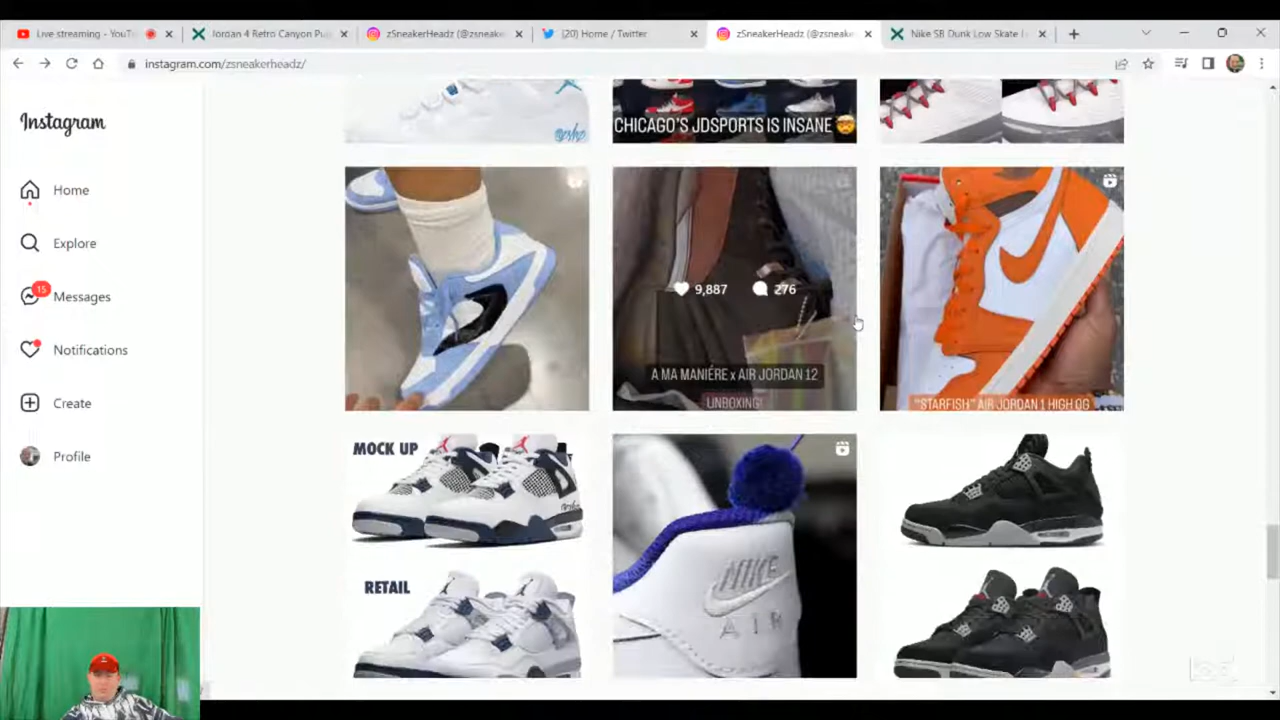 Live streaming - YouTu
Jordan 4 Retro Canyon Pur
zSneakerHeadz (@zsneake
(20) Home / Twitter
zSneakerHeadz (@zsneake
Nike SB Dunk Low Skate L
instagram.com/zsneakerheadz/
Instagram
Home
Explore
15
Messages
Notifications
Create
Profile
CHICAGO'S JDSPORTS IS INSANE 🤯
9,887
276
A MA MANIÉRE x AIR JORDAN 12
UNBOXING!
"STARFISH" AIR JORDAN 1 HIGH OG
MOCK UP
RETAIL
NIKE
AIR